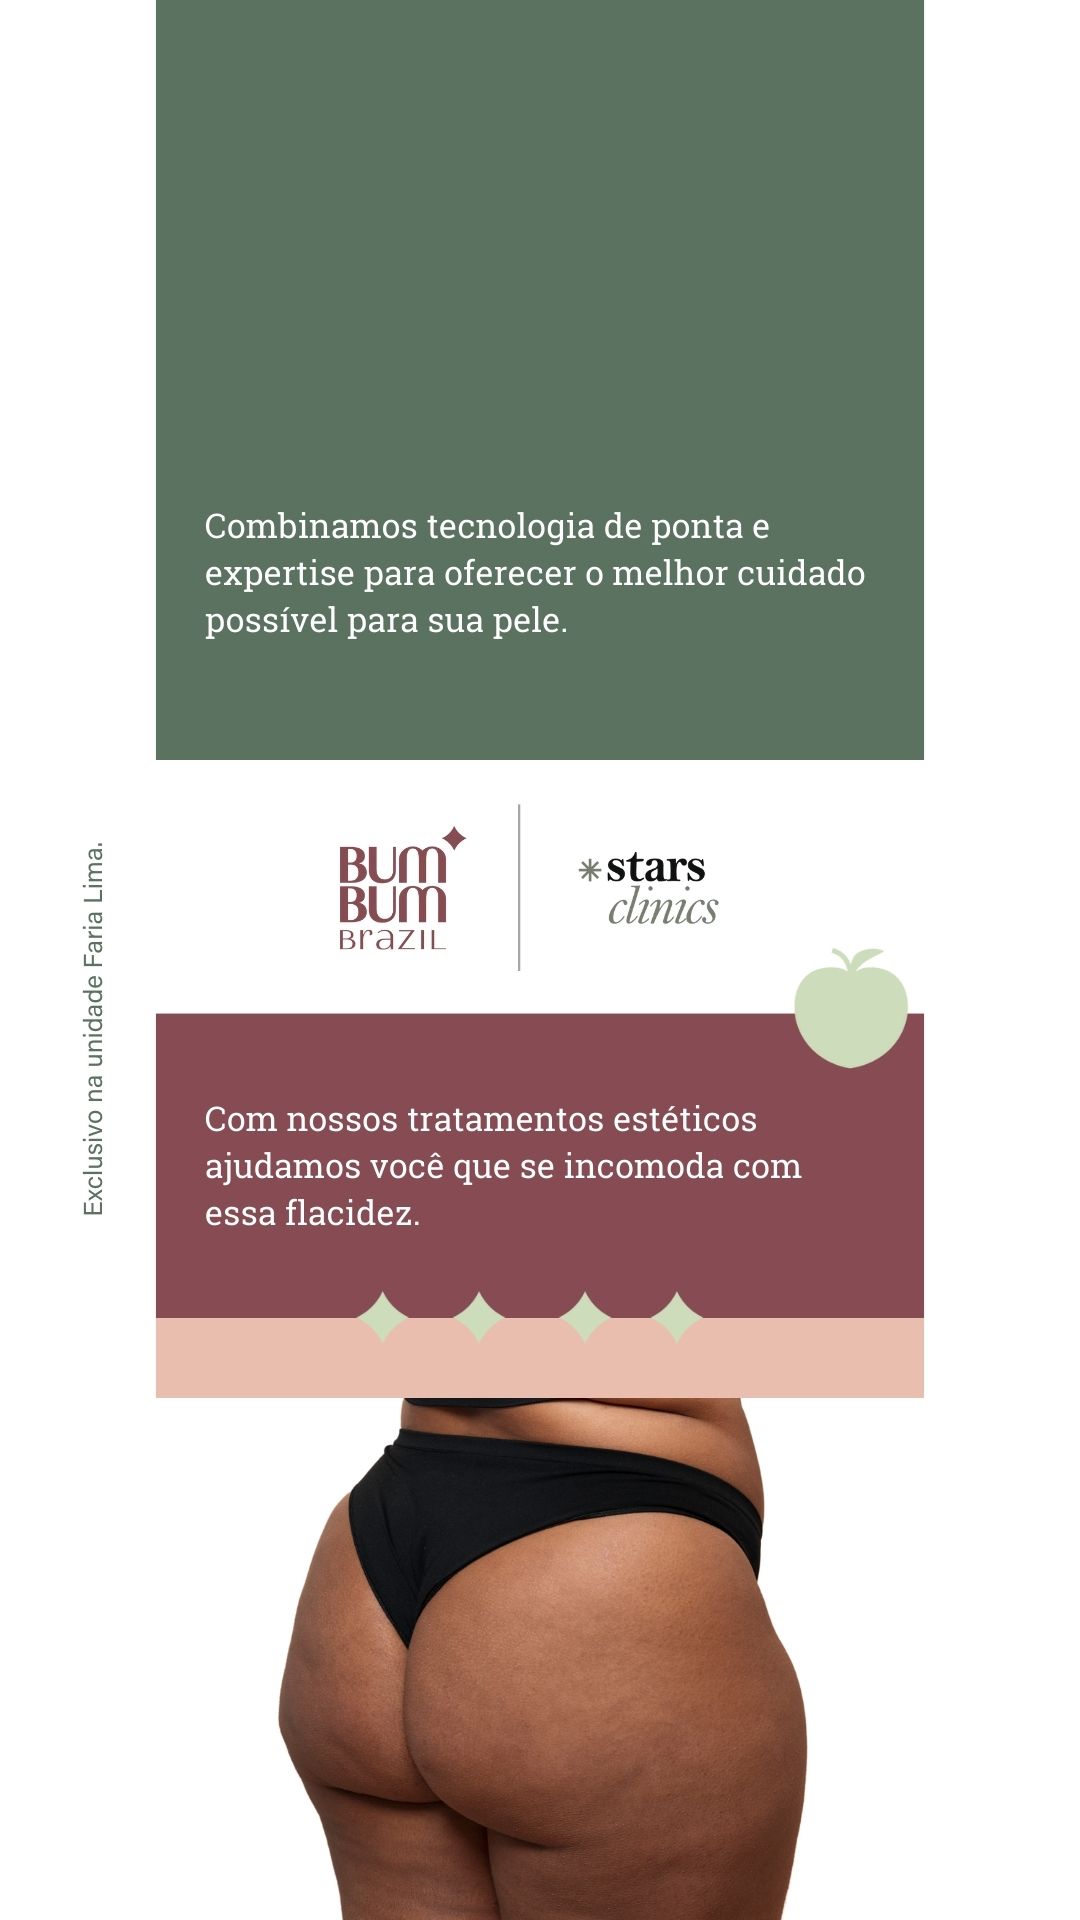 Combinamos tecnologia de ponta e
expertise para oferecer o melhor cuidado
possível para sua pele.
BUM
BUM
BraZIL
stars
clinics
Exclusivo na unidade Faria Lima.
Com nossos tratamentos estéticos
ajudamos você que se incomoda com
essa flacidez.